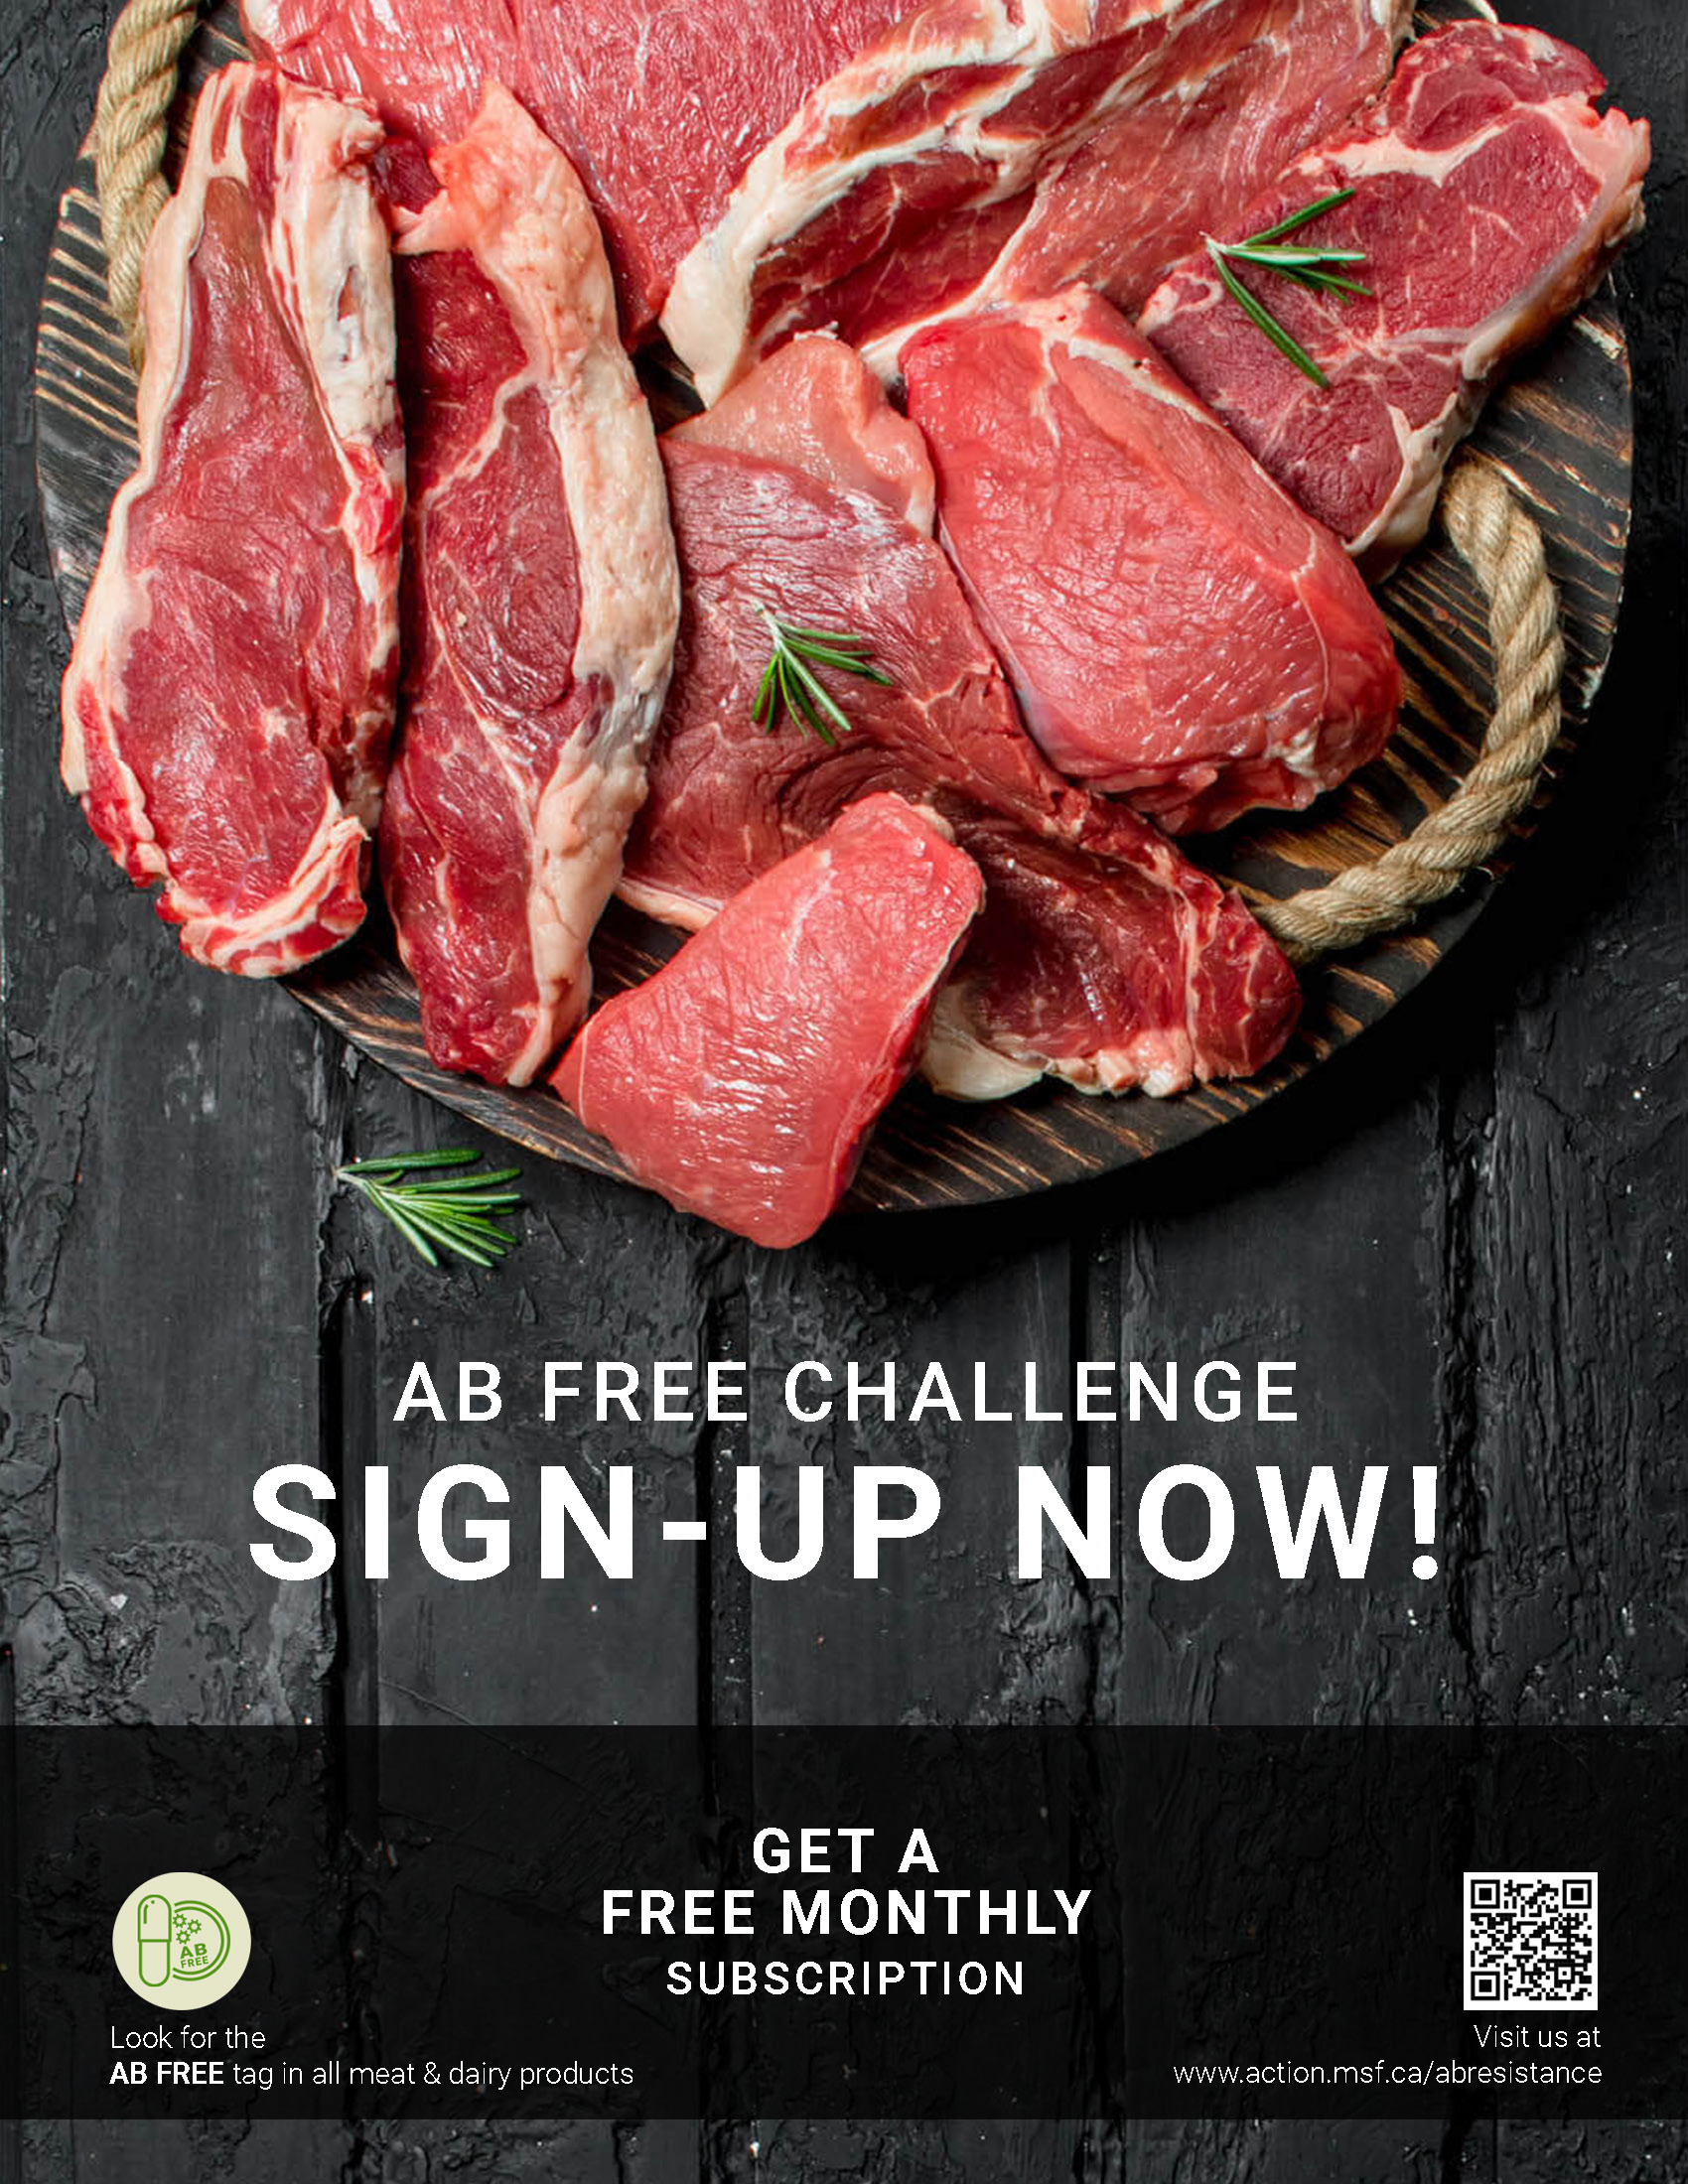 AB FREE CHALLENGE
SIGN-UP NOW!
GET A
FREE MONTHLY
SUBSCRIPTION
AB
FREE
Look for the
AB FREE tag in all meat & dairy products
Visit us at
www.action.msf.ca/abresistance